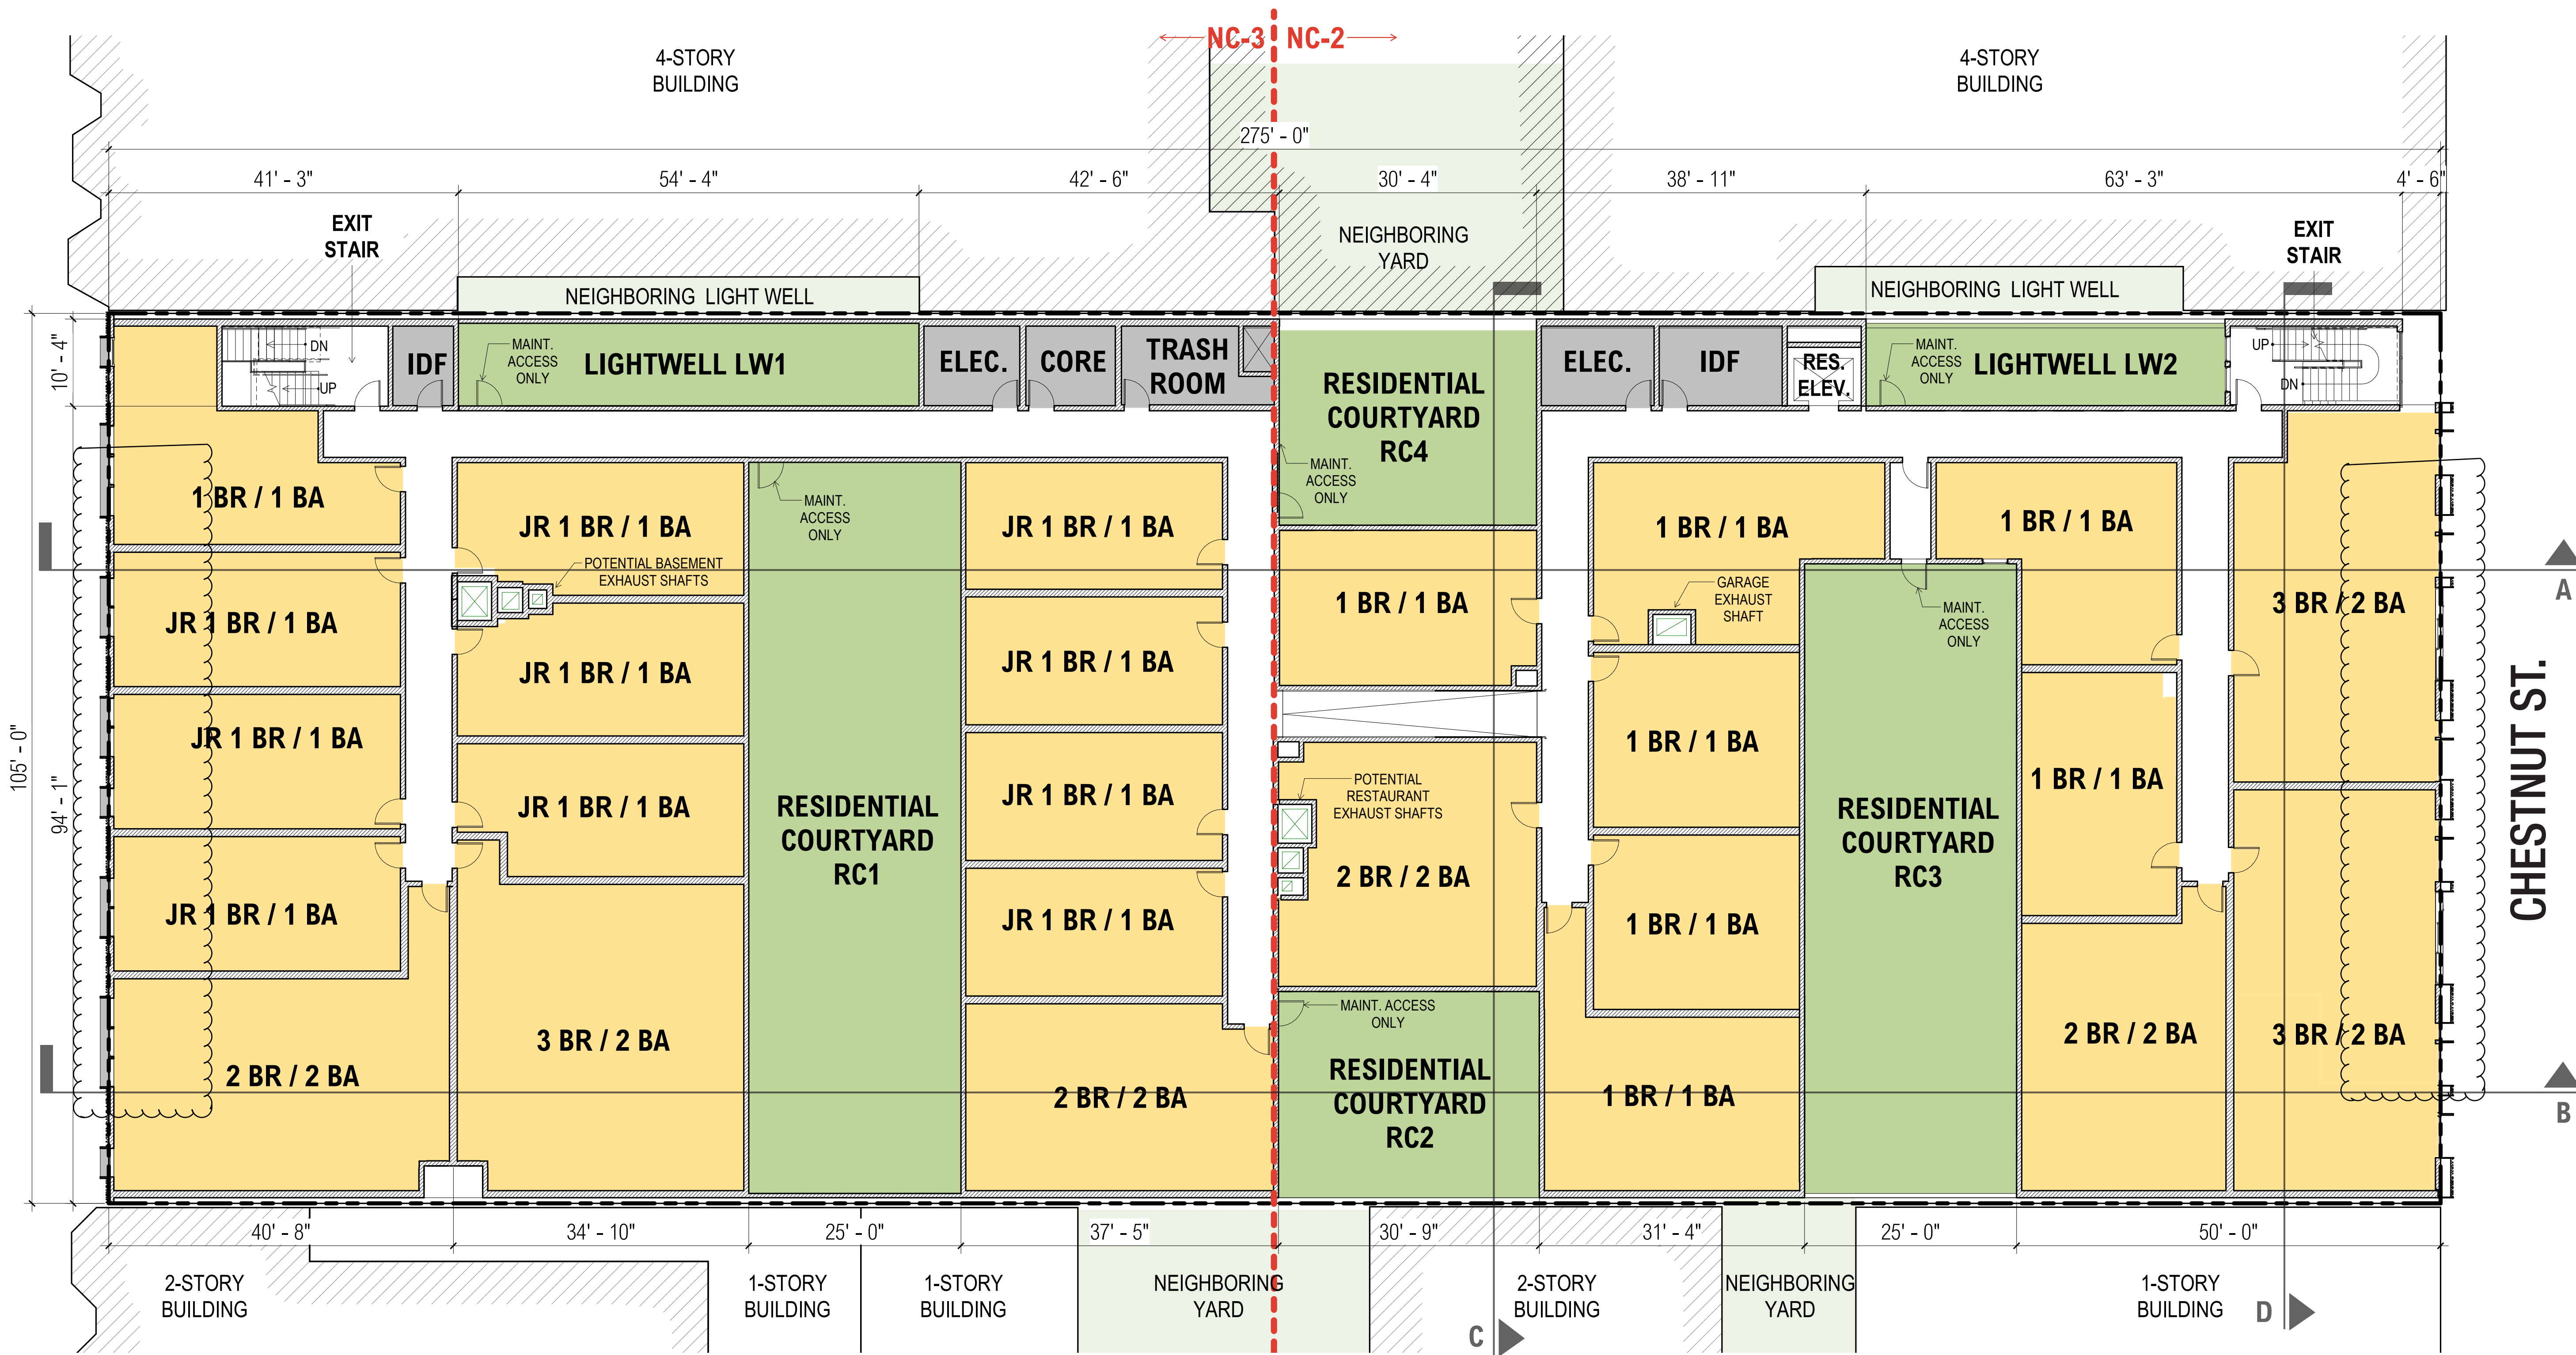 NC-3
NC-2
4-STORY
BUILDING
4-STORY
BUILDING
275' - 0"
41' - 3"
54' - 4"
42' - 6"
30' - 4"
38' - 11"
63' - 3"
4' - 6"
EXIT
STAIR
NEIGHBORING
YARD
EXIT
STAIR
NEIGHBORING LIGHT WELL
NEIGHBORING LIGHT WELL
10' - 4"
DN
UP
IDF
MAINT.
ACCESS
ONLY
LIGHTWELL LW1
ELEC.
CORE
TRASH
ROOM
RESIDENTIAL
COURTYARD
RC4
MAINT.
ACCESS
ONLY
ELEC.
IDF
RES.
ELEV.
MAINT.
ACCESS
ONLY
LIGHTWELL LW2
UP
DN
1 BR / 1 BA
JR 1 BR / 1 BA
MAINT.
ACCESS
ONLY
JR 1 BR / 1 BA
1 BR / 1 BA
1 BR / 1 BA
POTENTIAL BASEMENT
EXHAUST SHAFTS
GARAGE
EXHAUST
SHAFT
A
JR 1 BR / 1 BA
JR 1 BR / 1 BA
JR 1 BR / 1 BA
1 BR / 1 BA
MAINT.
ACCESS
ONLY
3 BR / 2 BA
105' - 0"
94' - 1"
JR 1 BR / 1 BA
JR 1 BR / 1 BA
RESIDENTIAL
COURTYARD
RC1
JR 1 BR / 1 BA
POTENTIAL
RESTAURANT
EXHAUST SHAFTS
1 BR / 1 BA
RESIDENTIAL
COURTYARD
RC3
1 BR / 1 BA
CHESTNUT ST.
JR 1 BR / 1 BA
JR 1 BR / 1 BA
2 BR / 2 BA
1 BR / 1 BA
MAINT. ACCESS
ONLY
2 BR / 2 BA
3 BR / 2 BA
2 BR / 2 BA
RESIDENTIAL
COURTYARD
RC2
1 BR / 1 BA
2 BR / 2 BA
3 BR / 2 BA
B
40' - 8"
34' - 10"
25' - 0"
37' - 5"
30' - 9"
31' - 4"
25' - 0"
50' - 0"
2-STORY
BUILDING
1-STORY
BUILDING
1-STORY
BUILDING
NEIGHBORING
YARD
2-STORY
BUILDING
NEIGHBORING
YARD
1-STORY
BUILDING
C
D